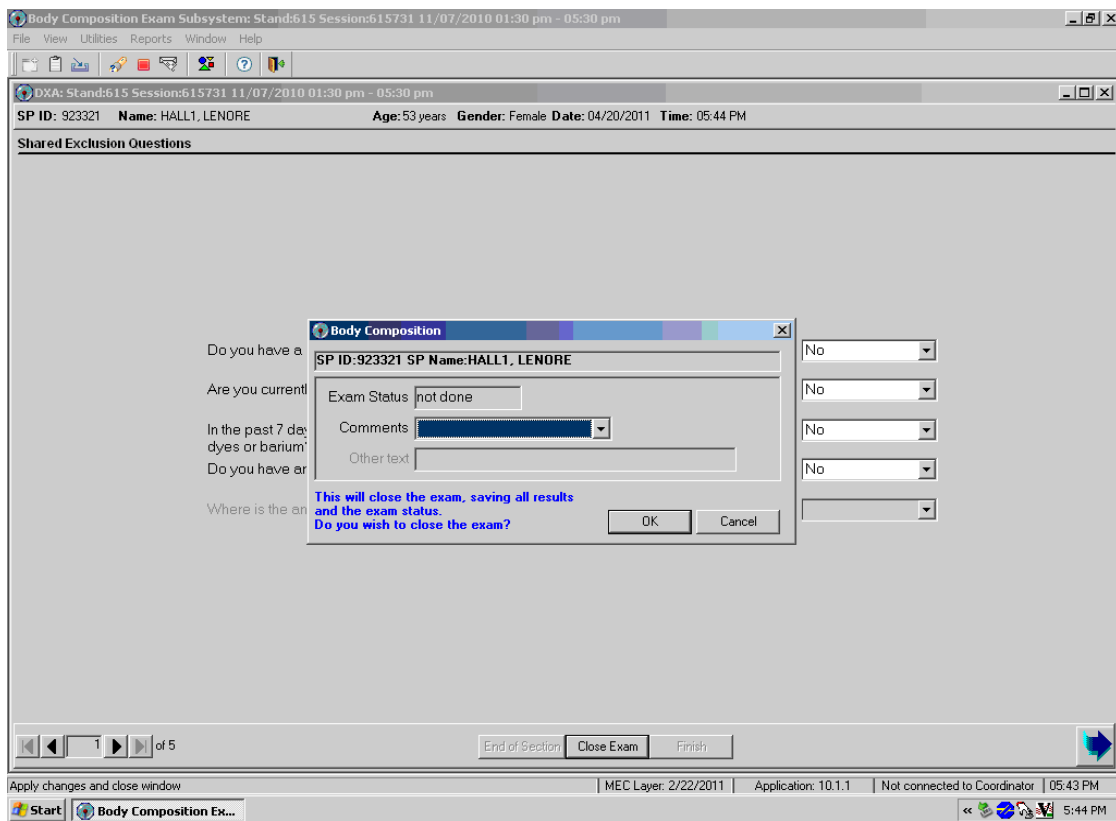 Body Composition Exam Subsystem: Stand:615 Session:615731 11/07/2010 01:30 pm - 05:30 pm
File View Utilities Reports Window Help
DXA: Stand:615 Session:615731 11/07/2010 01:30 pm - 05:30 pm
SP ID: 923321 Name: HALL1, LENORE Age: 53 years Gender: Female Date: 04/20/2011 Time: 05:44 PM
Shared Exclusion Questions
Body Composition
Do you have a
SP ID:923321 SP Name:HALL1, LENORE
No
Are you currentl
Exam Status not done
No
In the past 7 day
Comments
No
dyes or barium
Do you have ar
Other text
No
Where is the an
This will close the exam, saving all results
and the exam status.
Do you wish to close the exam?
OK Cancel
1 of 5 End of Section Close Exam Finish
Apply changes and close window MEC Layer: 2/22/2011 Application: 10.1.1 Not connected to Coordinator 05:43 PM
Start Body Composition Ex... « 5:44 PM